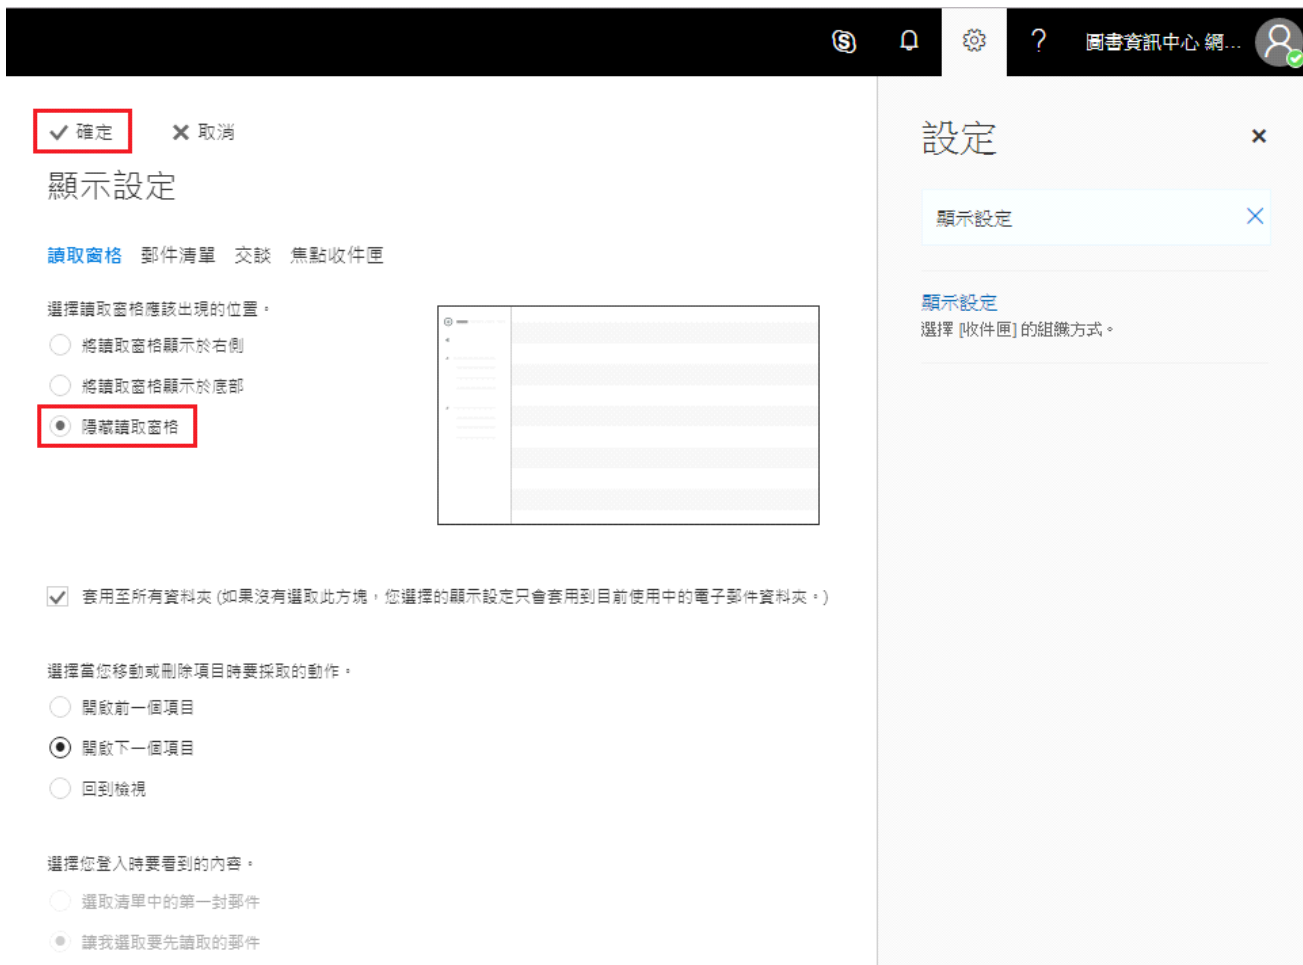 圖書資訊中心 網...
確定
取消
顯示設定
讀取窗格 郵件清單 交談 焦點收件匣
選擇讀取窗格應該出現的位置。
將讀取窗格顯示於右側
將讀取窗格顯示於底部
隱藏讀取窗格
套用至所有資料夾 (如果沒有選取此方塊，您選擇的顯示設定只會套用到目前使用中的電子郵件資料夾。)
選擇當您移動或刪除項目時要採取的動作。
開啟前一個項目
開啟下一個項目
回到檢視
選擇您登入時要看到的內容。
選取清單中的第一封郵件
讓我選取要先讀取的郵件
設定
顯示設定
顯示設定
選擇 [收件匣] 的組織方式。